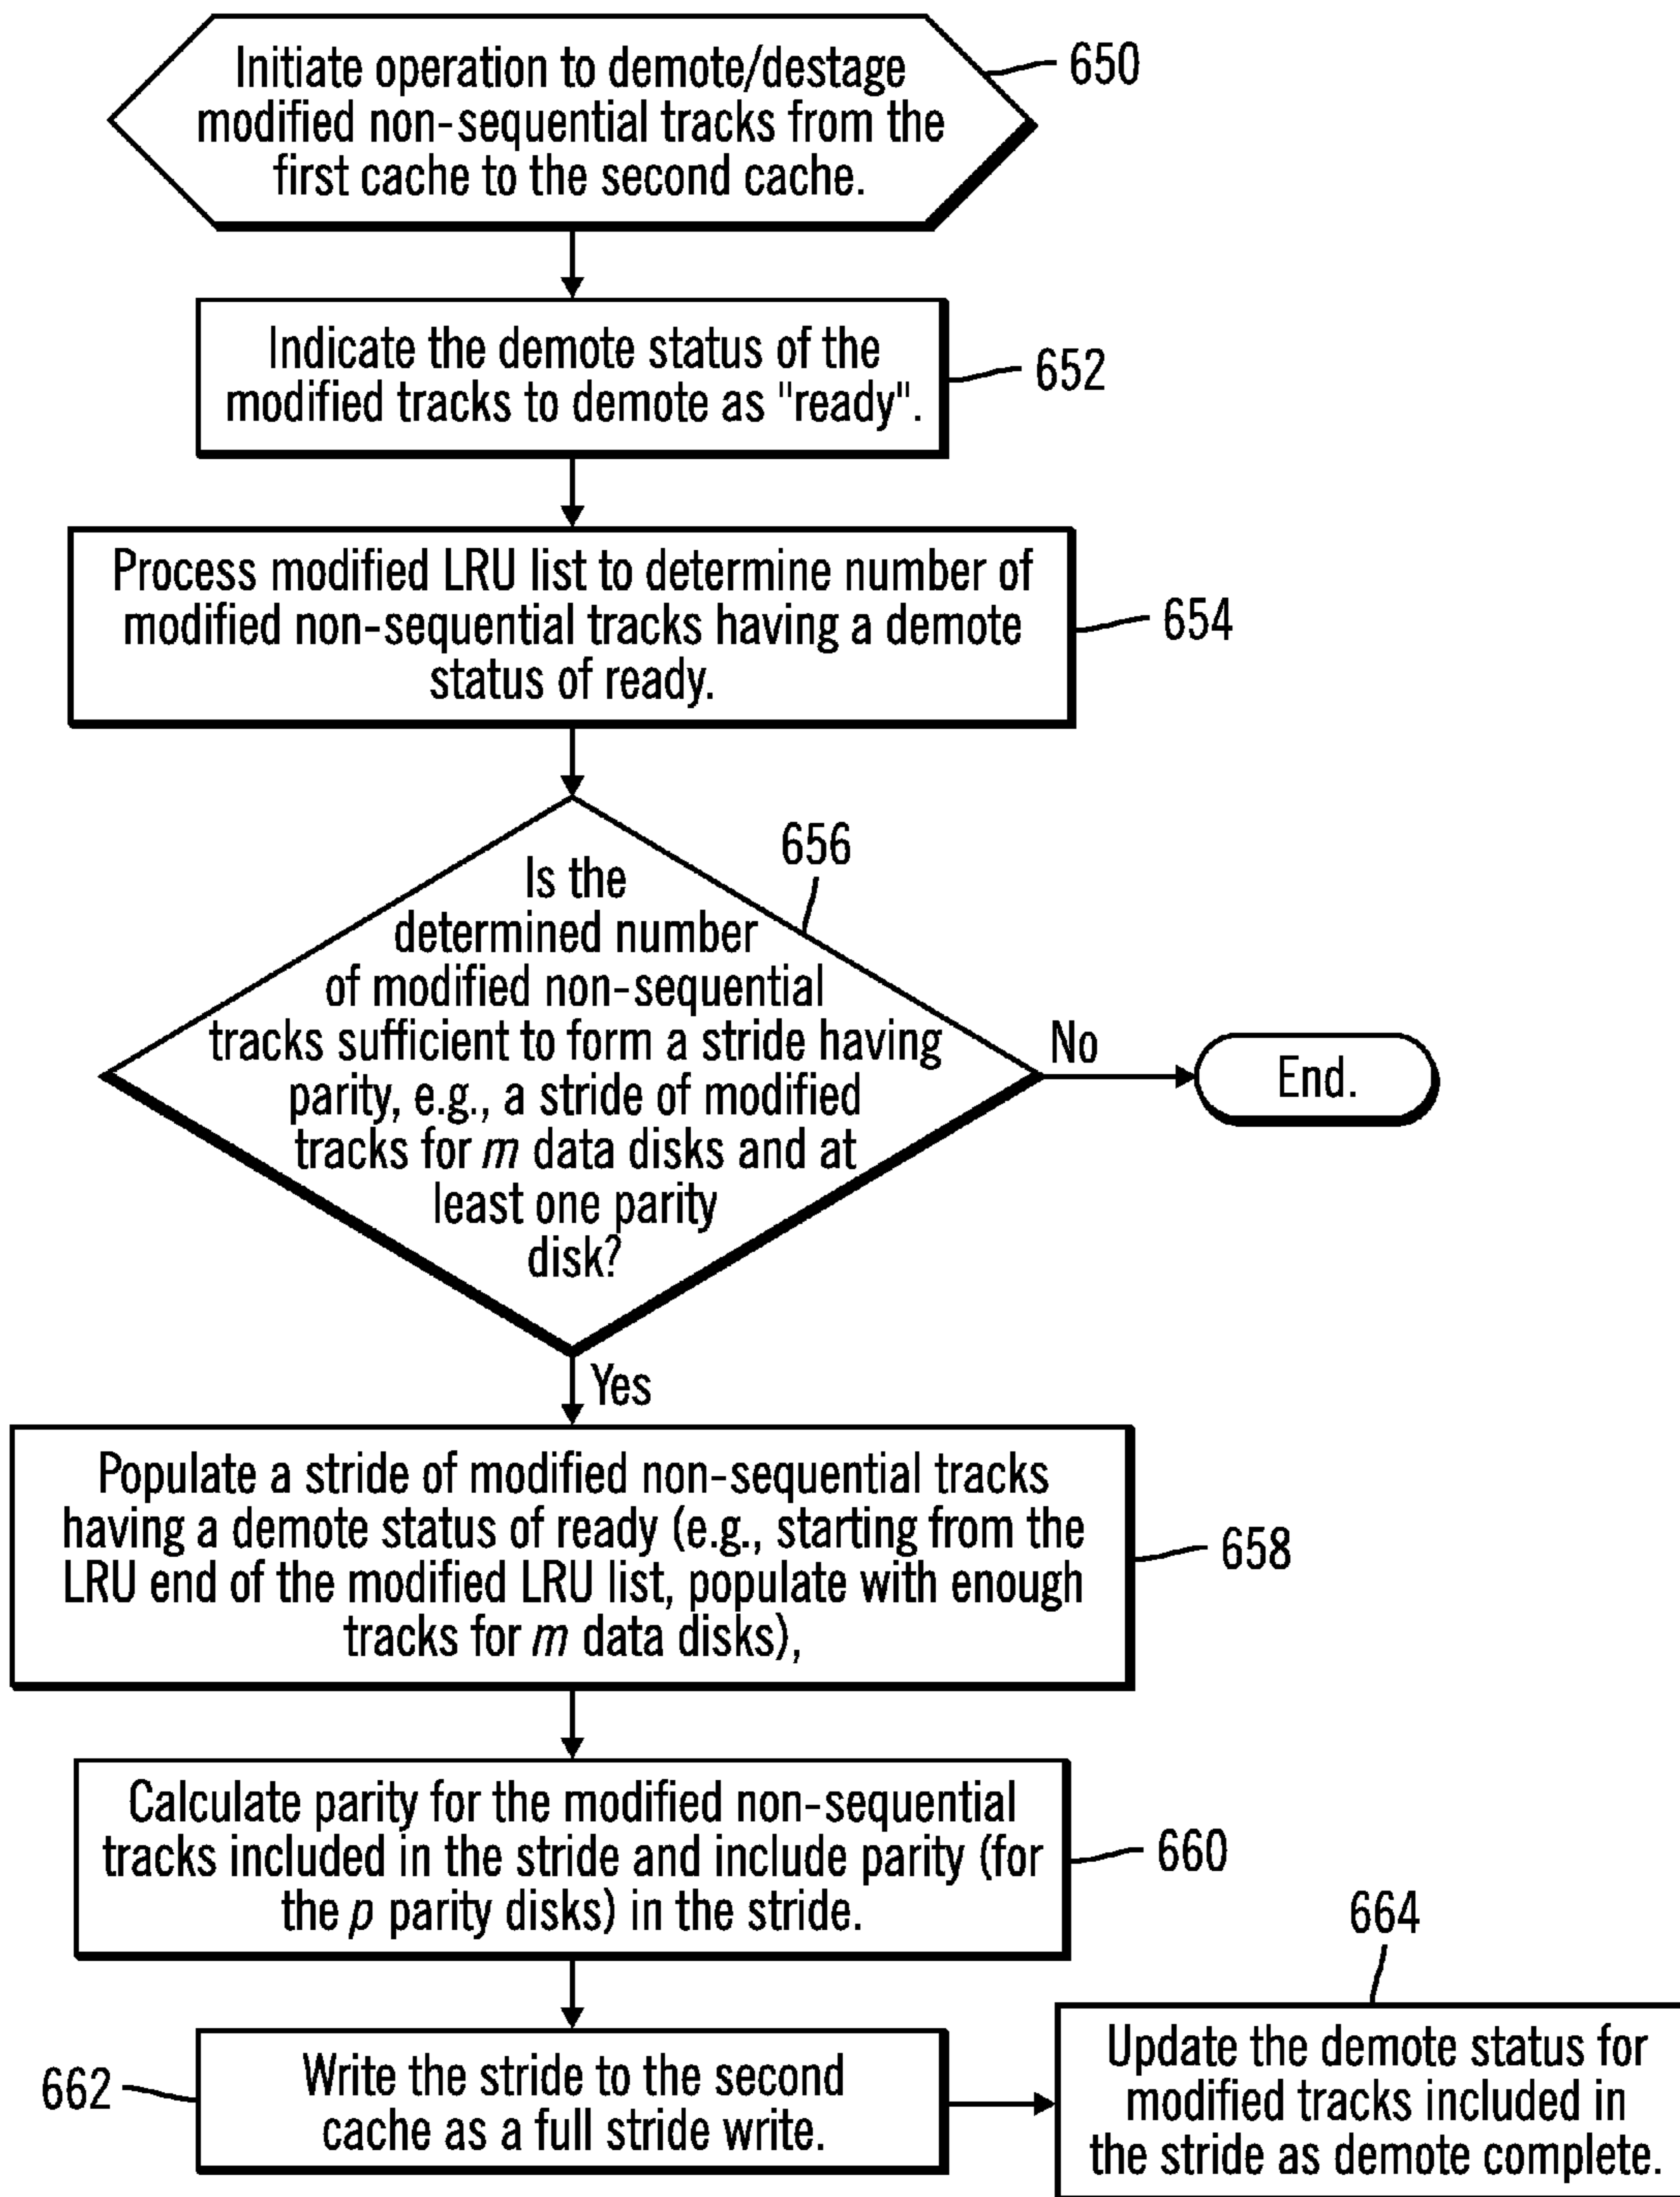 Initiate operation to demote/destage
modified non-sequential tracks from the
first cache to the second cache.
650
Indicate the demote status of the
modified tracks to demote as "ready".
652
Process modified LRU list to determine number of
modified non-sequential tracks having a demote
status of ready.
654
656
Is the
determined number
of modified non-sequential
tracks sufficient to form a stride having
parity, e.g., a stride of modified
tracks for m data disks and at
least one parity
disk?
No
End.
Yes
Populate a stride of modified non-sequential tracks
having a demote status of ready (e.g., starting from the
LRU end of the modified LRU list, populate with enough
tracks for m data disks),
658
Calculate parity for the modified non-sequential
tracks included in the stride and include parity (for
the p parity disks) in the stride.
660
662
Write the stride to the second
cache as a full stride write.
664
Update the demote status for
modified tracks included in
the stride as demote complete.